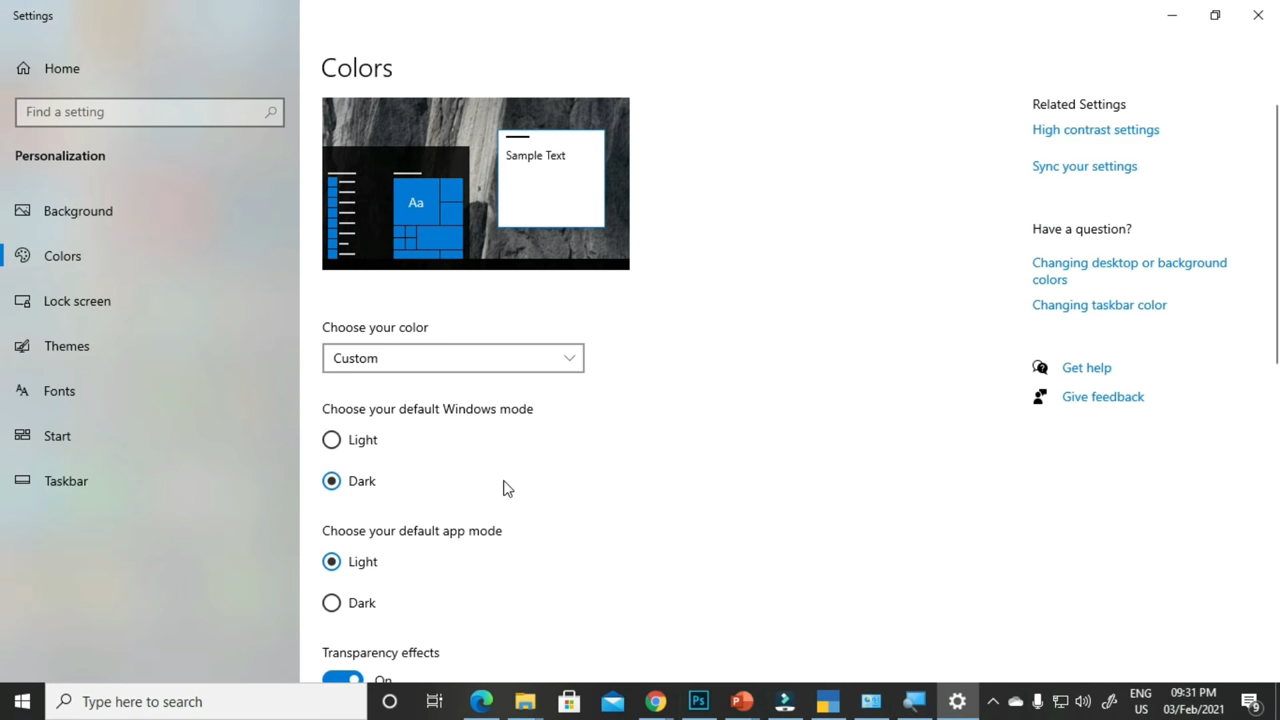 Settings
Home
Find a setting
Personalization
Background
Colors
Lock screen
Themes
Fonts
Start
Taskbar
Colors
Sample Text
Aa
Choose your color
Custom
Choose your default Windows mode
Light
Dark
Choose your default app mode
Light
Dark
Transparency effects
On
Related Settings
High contrast settings
Sync your settings
Have a question?
Changing desktop or background
colors
Changing taskbar color
Get help
Give feedback
Type here to search
Ps
ENG
US
09:31 PM
03/Feb/2021
9